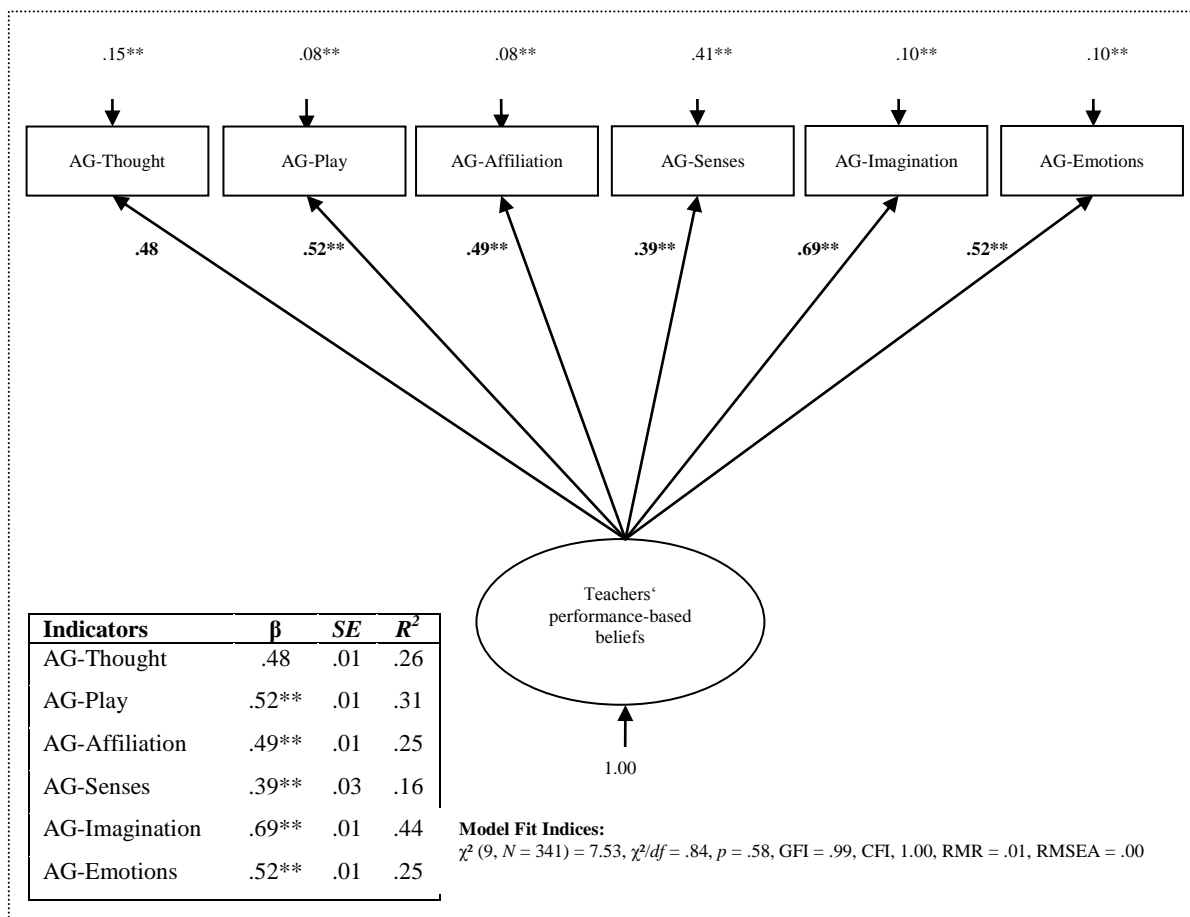 .15** .08** .08** .41** .10** .10**
AG-Thought AG-Play AG-Affiliation AG-Senses AG-Imagination AG-Emotions
.48 .52** .49** .39** .69** .52**
Teachers‘
performance-based
beliefs
1.00
Indicators β SE R²
AG-Thought .48 .01 .26
AG-Play .52** .01 .31
AG-Affiliation .49** .01 .25
AG-Senses .39** .03 .16
AG-Imagination .69** .01 .44
AG-Emotions .52** .01 .25
Model Fit Indices:
χ² (9, N = 341) = 7.53, χ²/df = .84, p = .58, GFI = .99, CFI, 1.00, RMR = .01, RMSEA = .00